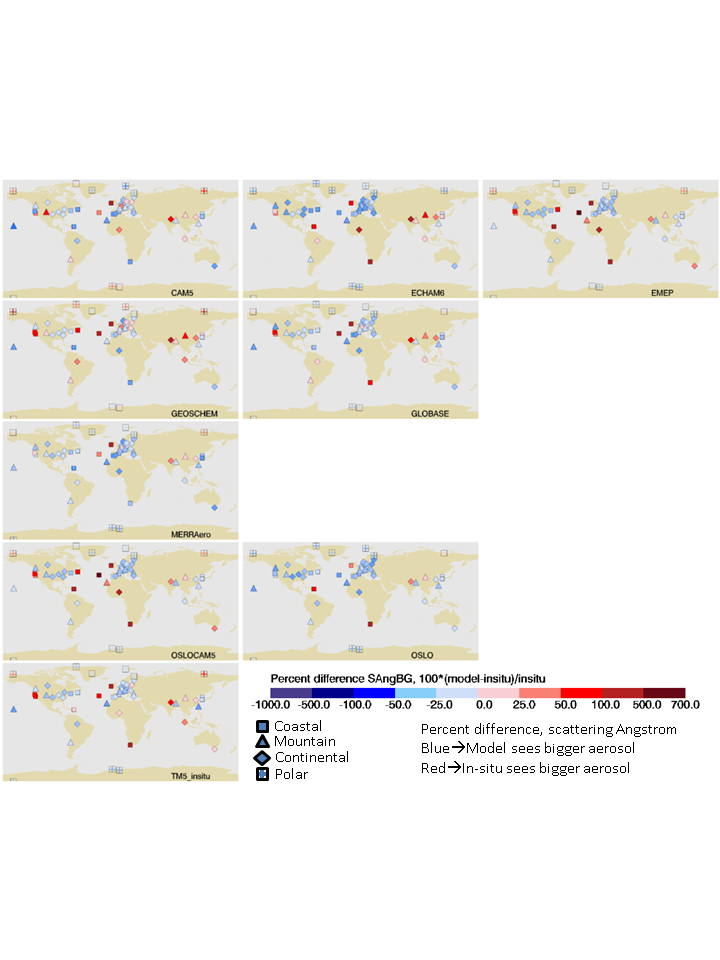 CAM5
ECHAM6
EMEP
GEOSCHEM
GLOBASE
MERRAero
OSLOCAM5
OSLO
TM5_insitu
Percent difference SAngBG, 100*(model-insitu)/insitu
-1000.0 -500.0 -100.0 -50.0 -25.0 0.0 25.0 50.0 100.0 500.0 700.0
Coastal
Mountain
Continental
Polar
Percent difference, scattering Angstrom
Blue→Model sees bigger aerosol
Red→In-situ sees bigger aerosol